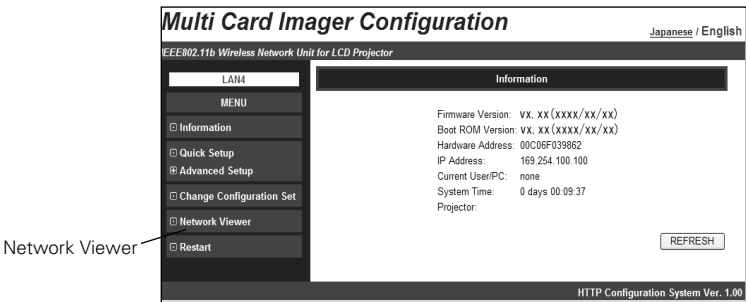 Multi Card Imager Configuration
Japanese / English
IEEE802.11b Wireless Network Unit for LCD Projector
LAN4
MENU
Information
Quick Setup
Advanced Setup
Change Configuration Set
Network Viewer
Restart
Information
Firmware Version: vx. xx (xxxx/xx/xx)
Boot ROM Version: vx. xx (xxxx/xx/xx)
Hardware Address: 00C06F039862
IP Address: 169.254.100.100
Current User/PC: none
System Time: 0 days 00:09:37
Projector:
REFRESH
HTTP Configuration System Ver. 1.00
Network Viewer